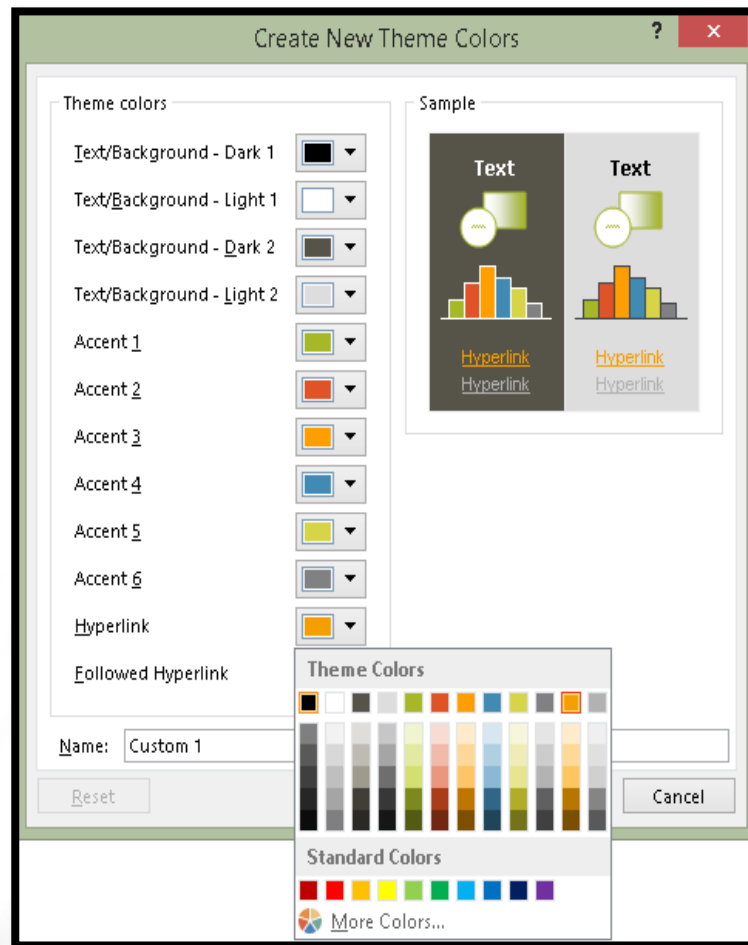 Create New Theme Colors
?
×
Theme colors
Text/Background - Dark 1
Text/Background - Light 1
Text/Background - Dark 2
Text/Background - Light 2
Accent 1
Accent 2
Accent 3
Accent 4
Accent 5
Accent 6
Hyperlink
Followed Hyperlink
Sample
Text Text
Hyperlink Hyperlink
Hyperlink Hyperlink
Theme Colors
Standard Colors
More Colors...
Name: Custom 1
Reset
Cancel